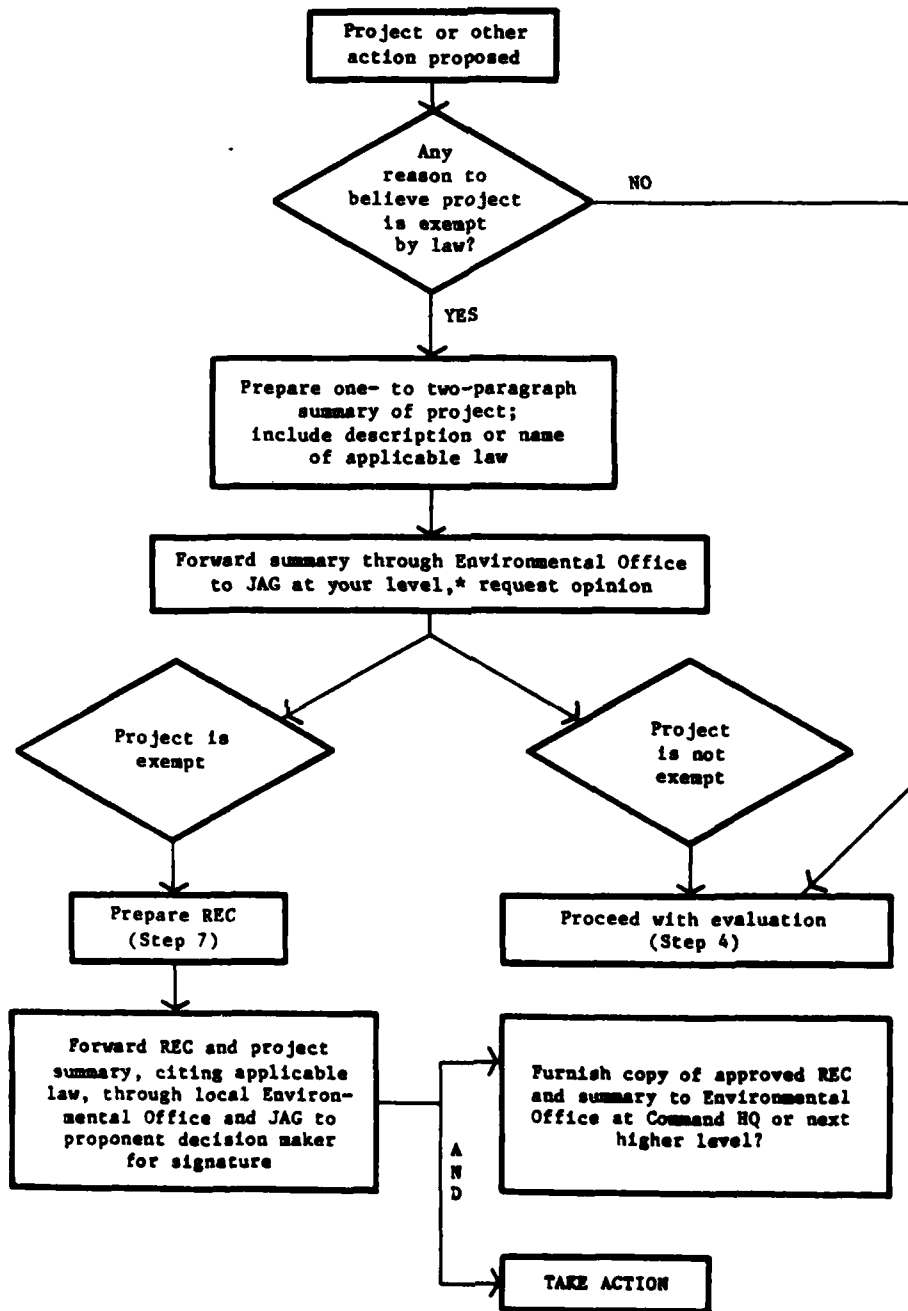 Project or other
action proposed
Any
reason to
believe project
is exempt
by law?
NO
YES
Prepare one- to two-paragraph
summary of project;
include description or name
of applicable law
Forward summary through Environmental Office
to JAG at your level,* request opinion
Project is
exempt
Project
is not
exempt
Prepare REC
(Step 7)
Proceed with evaluation
(Step 4)
Forward REC and project
summary, citing applicable
law, through local Environ-
mental Office and JAG to
proponent decision maker
for signature
A
N
D
Furnish copy of approved REC
and summary to Environmental
Office at Command HQ or next
higher level?
TAKE ACTION